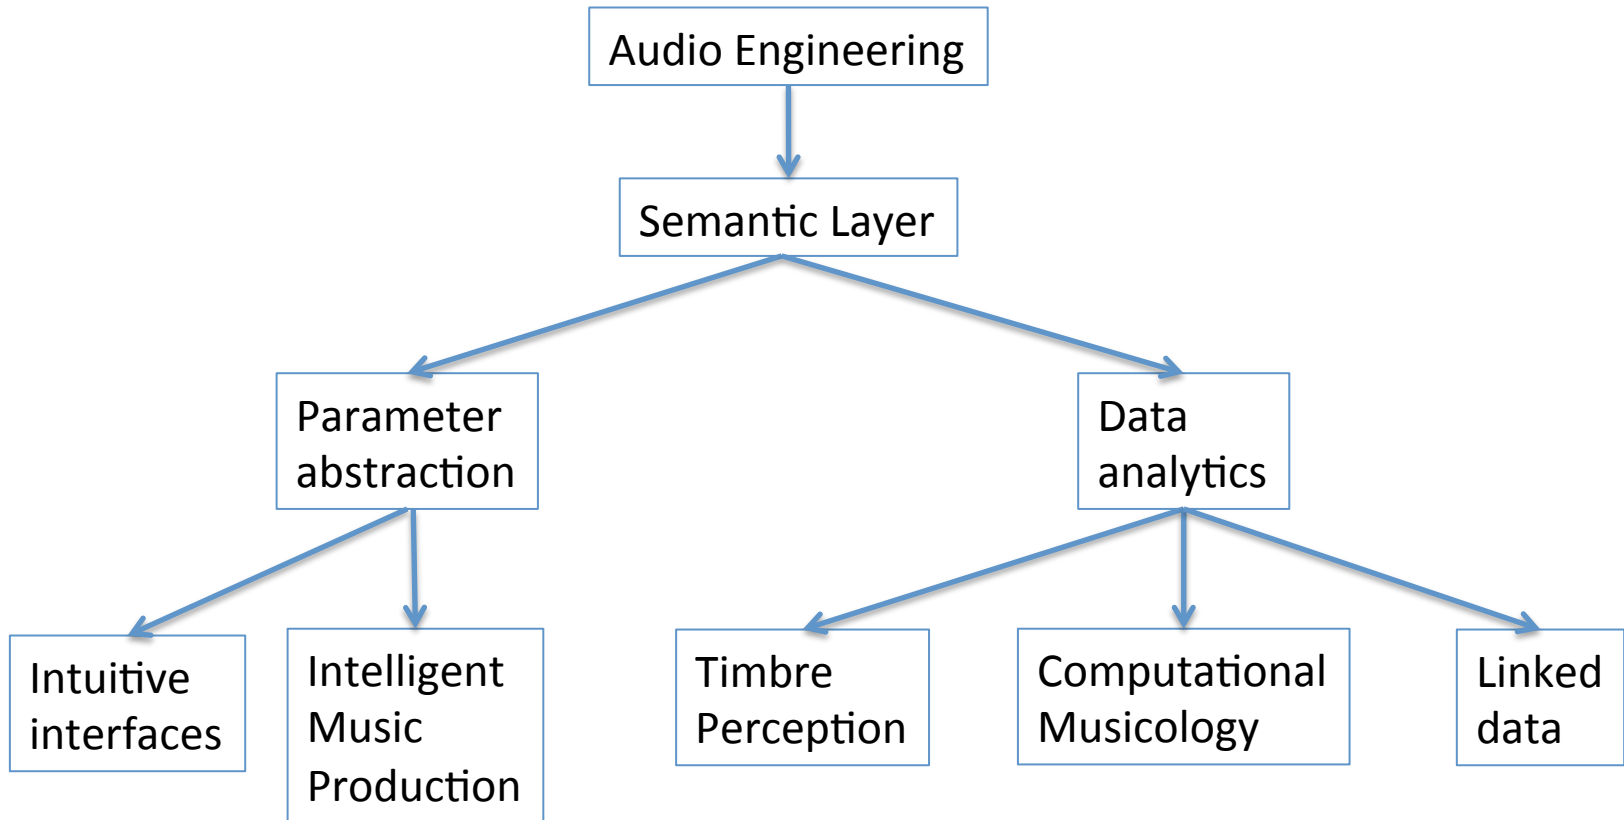 Audio Engineering
Semantic Layer
Parameter
abstraction
Data
analytics
Intuitive
interfaces
Intelligent
Music
Production
Timbre
Perception
Computational
Musicology
Linked
data